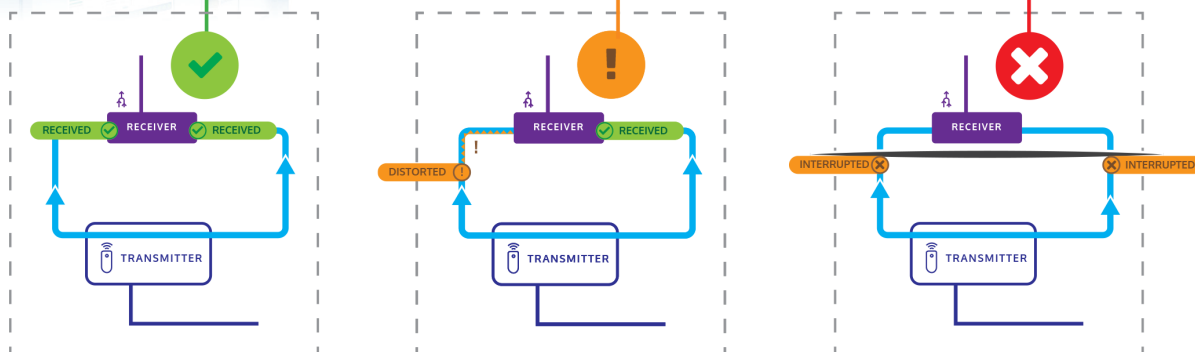 RECEIVED
RECEIVER
RECEIVED
TRANSMITTER
!
RECEIVER
RECEIVED
!
DISTORTED !
TRANSMITTER
RECEIVER
INTERRUPTED
INTERRUPTED
TRANSMITTER